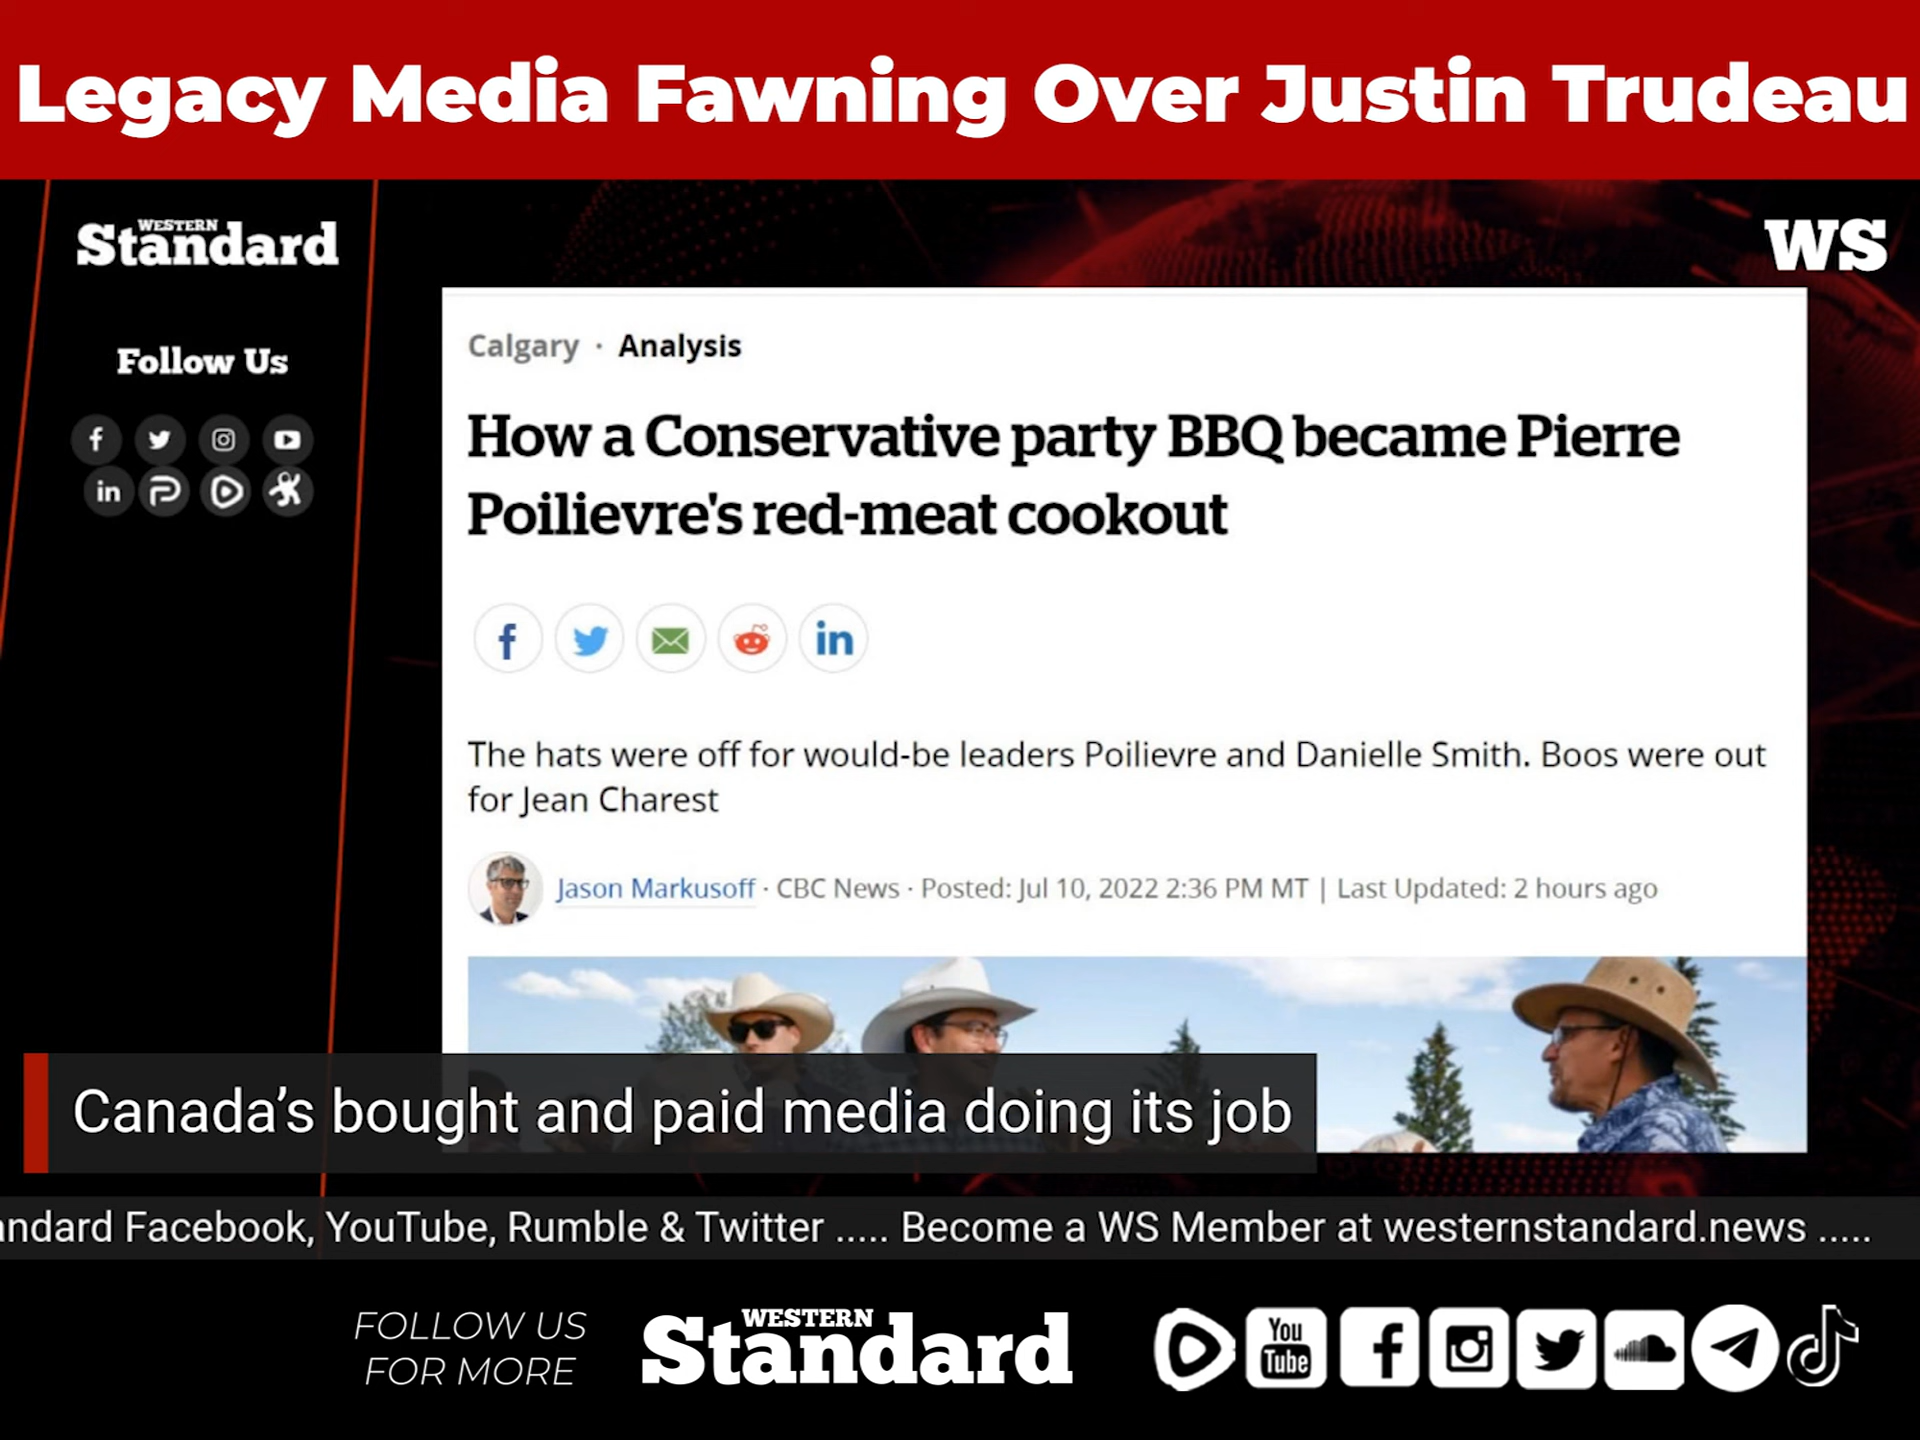 Legacy Media Fawning Over Justin Trudeau
WESTERN
Standard
WS
Follow Us
Calgary · Analysis
How a Conservative party BBQ became Pierre
Poilievre's red-meat cookout
The hats were off for would-be leaders Poilievre and Danielle Smith. Boos were out
for Jean Charest
Jason Markusoff · CBC News · Posted: Jul 10, 2022 2:36 PM MT | Last Updated: 2 hours ago
Canada’s bought and paid media doing its job
andard Facebook, YouTube, Rumble & Twitter ..... Become a WS Member at westernstandard.news .....
FOLLOW US
FOR MORE
WESTERN
Standard
You
Tube